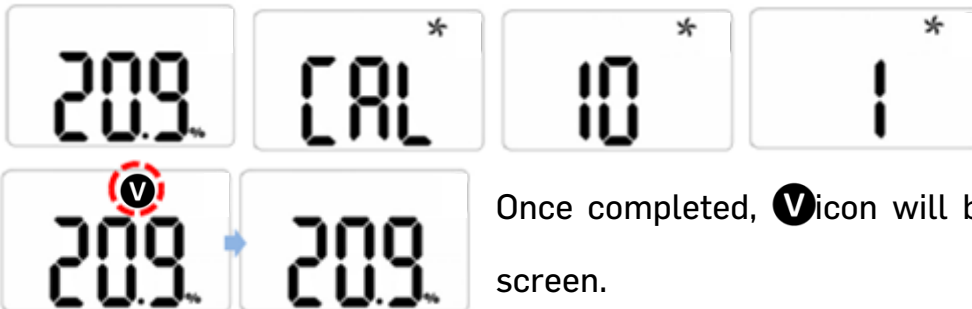 20.9% CAL 10 1
V
20.9% 20.9% Once completed, V icon will b
screen.